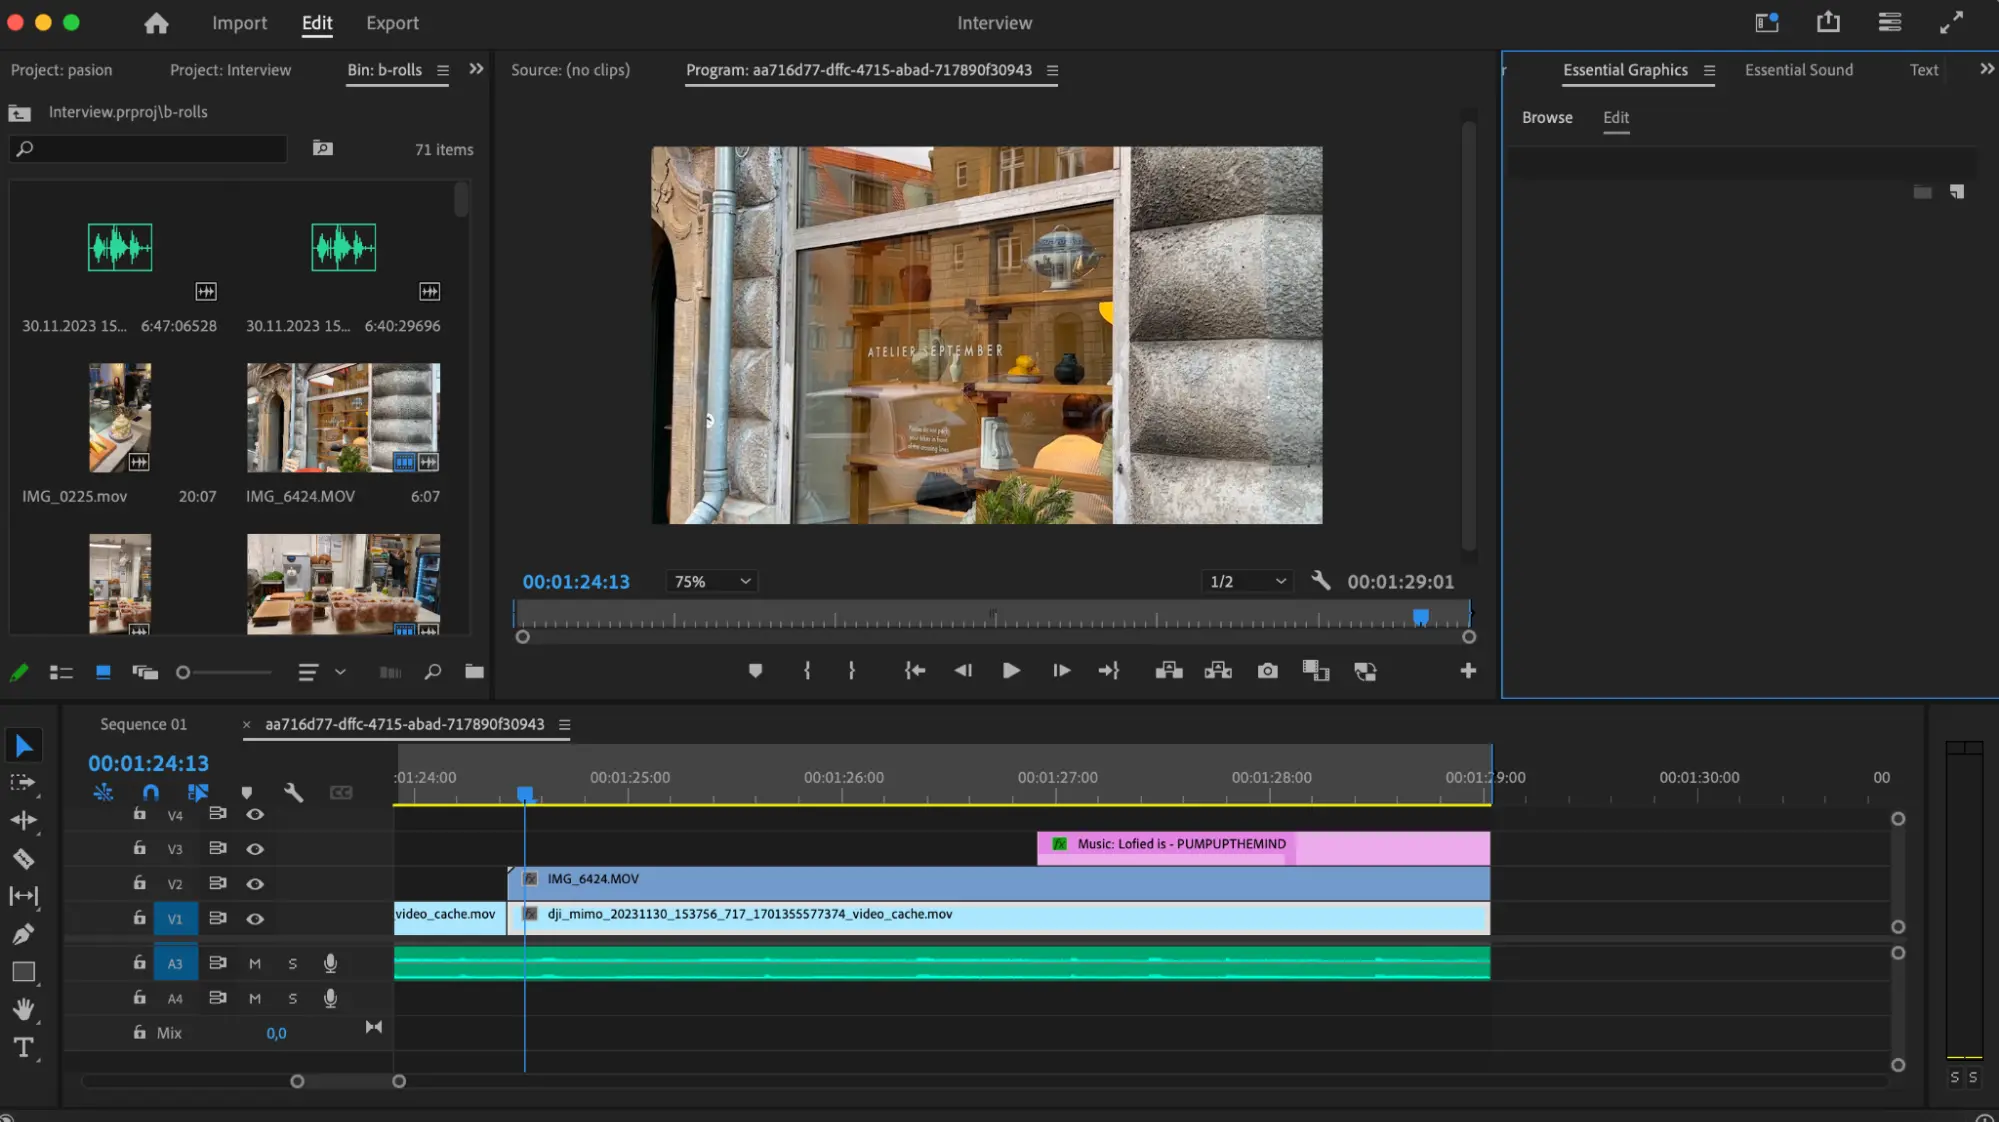 Import Edit Export Interview
Project: pasion Project: Interview Bin: b-rolls
Source: (no clips) Program: aa716d77-dffc-4715-abad-717890f30943
Essential Graphics Essential Sound Text
Interview.prproj\b-rolls
Browse Edit
71 items
30.11.2023 15... 6:47:06528 30.11.2023 15... 6:40:29696
IMG_0225.mov 20:07 IMG_6424.MOV 6:07
ATELIER SEPTEMBER
00:01:24:13 75% 1/2 00:01:29:01
Sequence 01 × aa716d77-dffc-4715-abad-717890f30943
00:01:24:13
:01:24:00 00:01:25:00 00:01:26:00 00:01:27:00 00:01:28:00 00:01:29:00 00:01:30:00 00
CC
V4
V3 fx Music: Lofied is - PUMPUPTHEMIND
V2 fx IMG_6424.MOV
V1 video_cache.mov fx dji_mimo_20231130_153756_717_1701355577374_video_cache.mov
A3 M S
A4 M S
Mix 0,0
S S